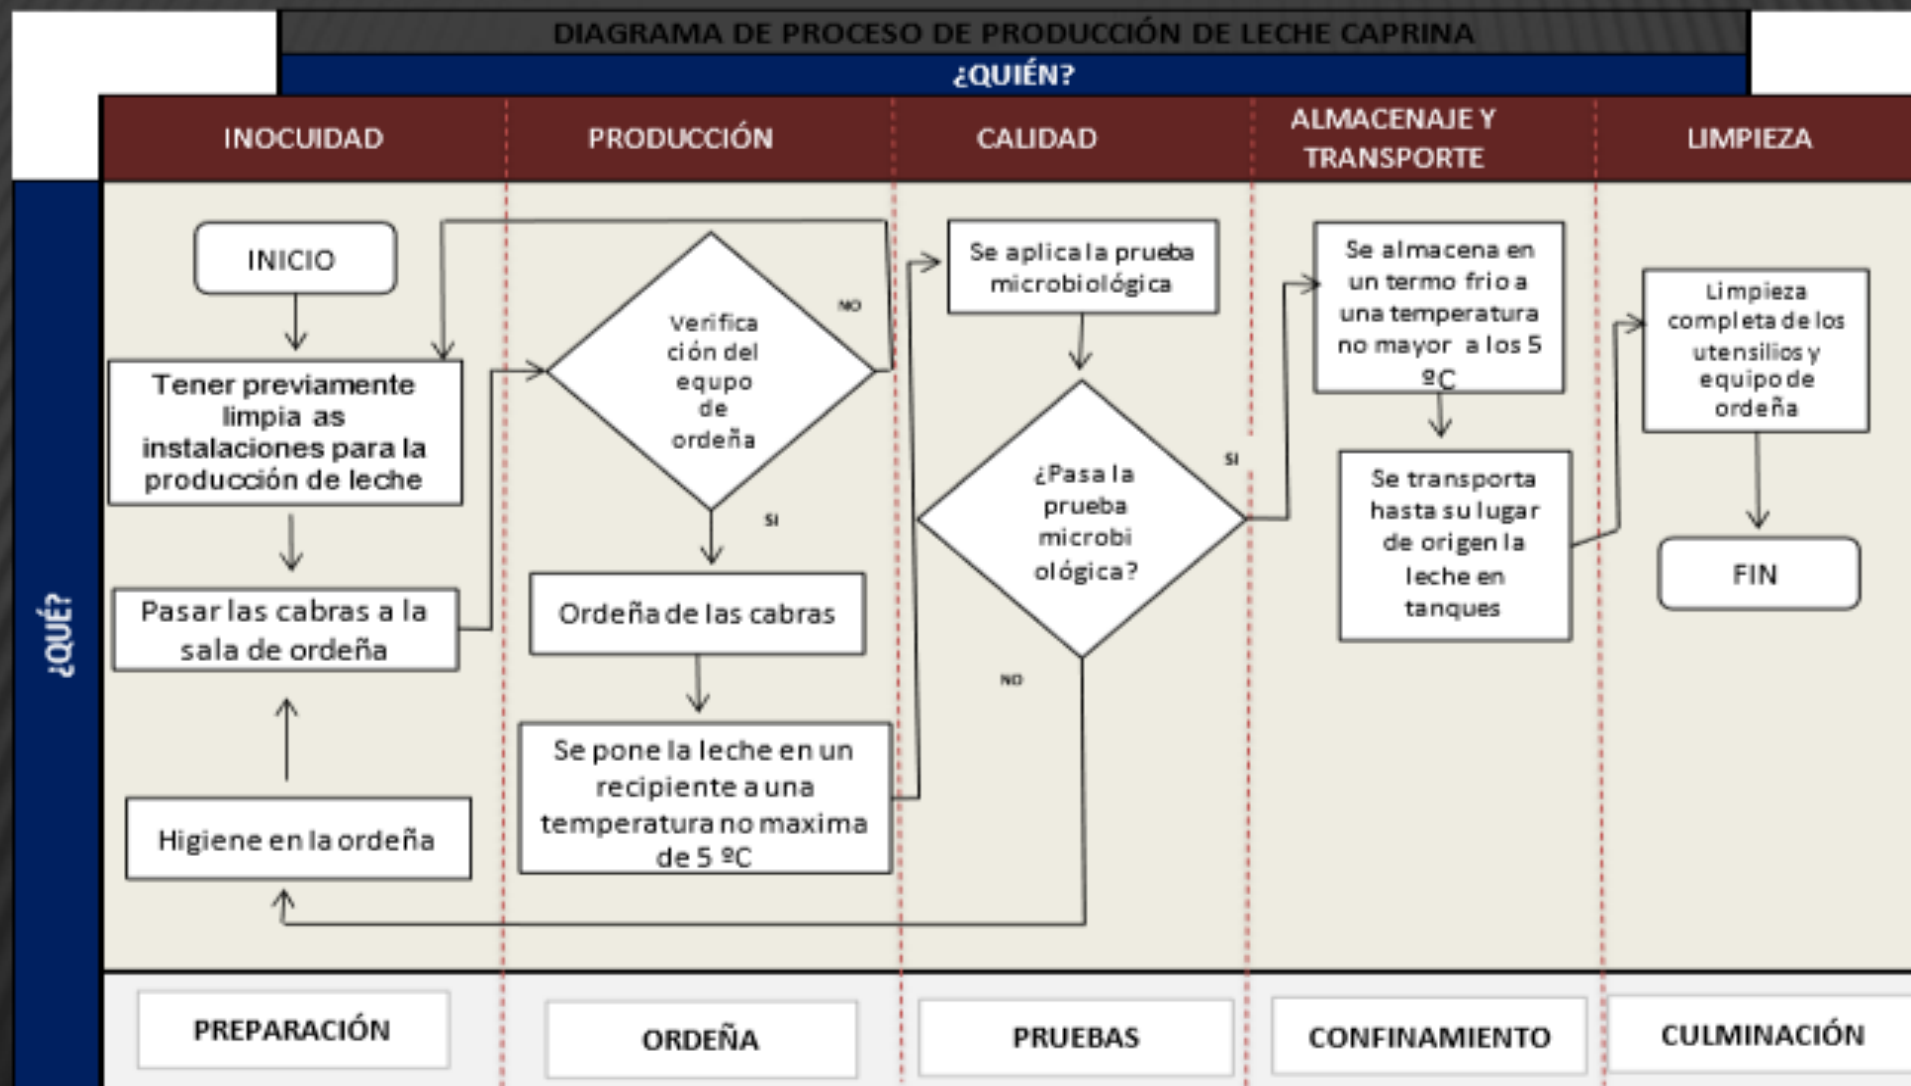 DIAGRAMA DE PROCESO DE PRODUCCIÓN DE LECHE CAPRINA
¿QUIÉN?
INOCUIDAD
PRODUCCIÓN
CALIDAD
ALMACENAJE Y
TRANSPORTE
LIMPIEZA
¿QUÉ?
INICIO
Tener previamente
limpia as
instalaciones para la
producción de leche
Pasar las cabras a la
sala de ordeña
Higiene en la ordeña
Verifica
ción del
equpo
de
ordeña
NO
SI
Ordeña de las cabras
Se pone la leche en un
recipiente a una
temperatura no maxima
de 5 ºC
Se aplica la prueba
microbiológica
¿Pasa la
prueba
microbi
ológica?
SI
NO
Se almacena en
un termo frio a
una temperatura
no mayor a los 5
ºC
Se transporta
hasta su lugar
de origen la
leche en
tanques
Limpieza
completa de los
utensilios y
equipo de
ordeña
FIN
PREPARACIÓN
ORDEÑA
PRUEBAS
CONFINAMIENTO
CULMINACIÓN